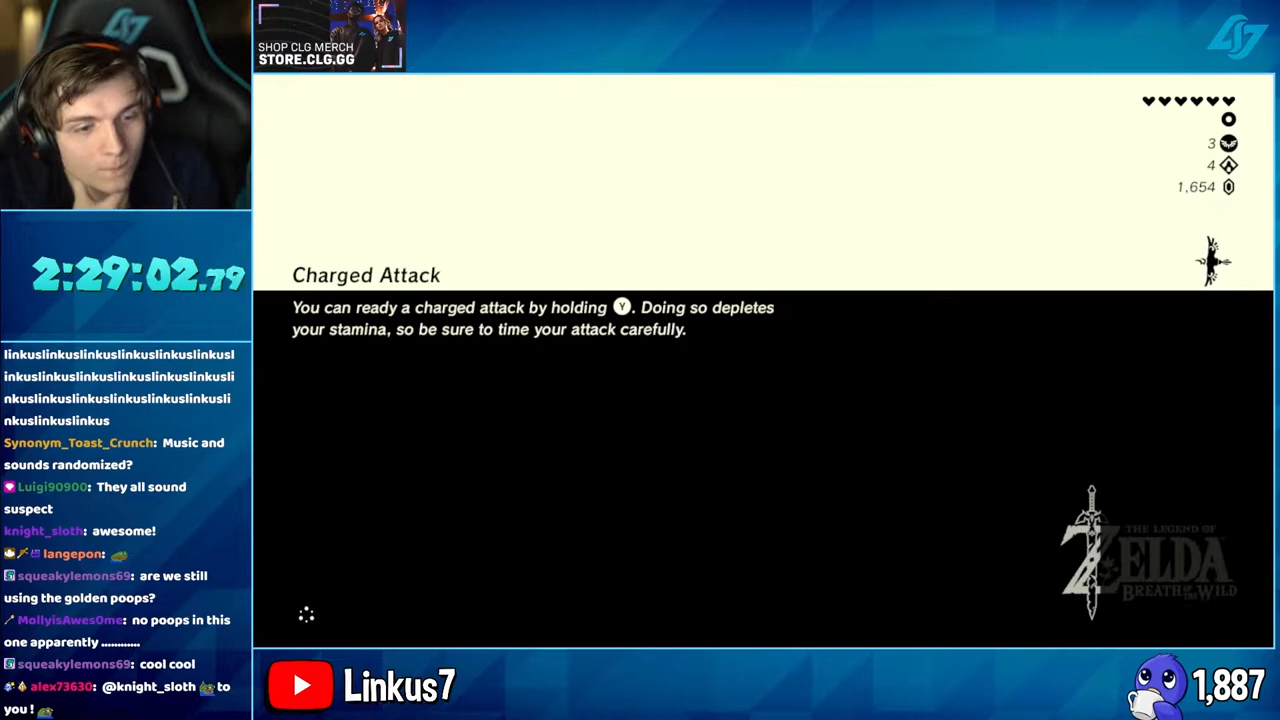 SHOP CLG MERCH
STORE.CLG.GG
3
4
1,654
2:29:02.79
Charged Attack
You can ready a charged attack by holding Y. Doing so depletes
your stamina, so be sure to time your attack carefully.
linkuslinkuslinkuslinkuslinkuslinkusl
inkuslinkuslinkuslinkuslinkuslinkusli
nkuslinkuslinkuslinkuslinkuslinkusli
nkuslinkuslinkus
Synonym_Toast_Crunch: Music and
sounds randomized?
Luigi90900: They all sound
suspect
knight_sloth: awesome!
langepon:
squeakylemons69: are we still
using the golden poops?
MollyisAwes0me: no poops in this
one apparently ............
squeakylemons69: cool cool
alex73630: @knight_sloth to
you !
THE LEGEND OF
ZELDA
BREATH OF THE WILD
Linkus7
1,887